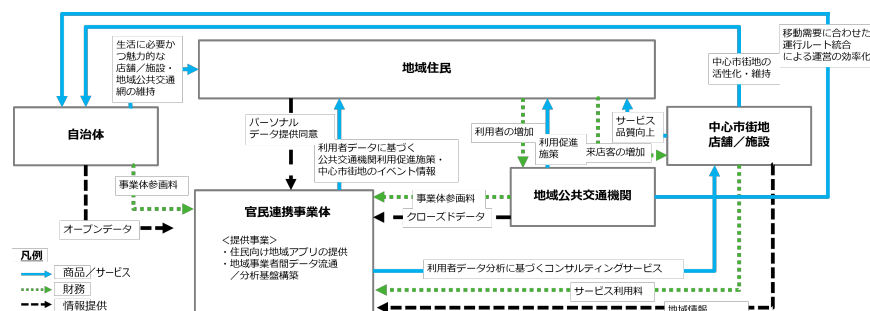 生活に必要か
つ魅力的な
店舗／施設・
地域公共交通
網の維持
地域住民
中心市街地の
活性化・維持
移動需要に合わせた
運行ルート統合
による運営の効率化
自治体
パーソナル
データ提供同意
利用者データに基づく
公共交通機関利用促進施策・
中心市街地のイベント情報
利用者の増加
利用促進
施策
サービス
品質向上
来店客の増加
中心市街地
店舗／施設
事業体参画料
オープンデータ
官民連携事業体
＜提供事業＞
・住民向け地域アプリの提供
・地域事業者間データ流通
／分析基盤構築
事業体参画料
クローズドデータ
地域公共交通機関
利用者データ分析に基づくコンサルティングサービス
サービス利用料
地域情報
凡例
商品／サービス
財務
情報提供